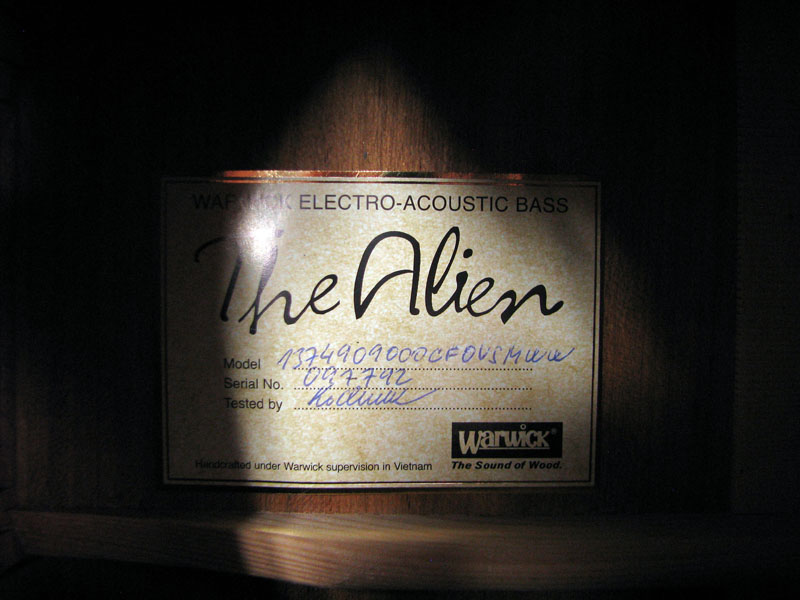 WARWICK ELECTRO-ACOUSTIC BASS
The Alien
Model
Serial No. 097792
Tested by
Warwick®
The Sound of Wood.
Handcrafted under Warwick supervision in Vietnam